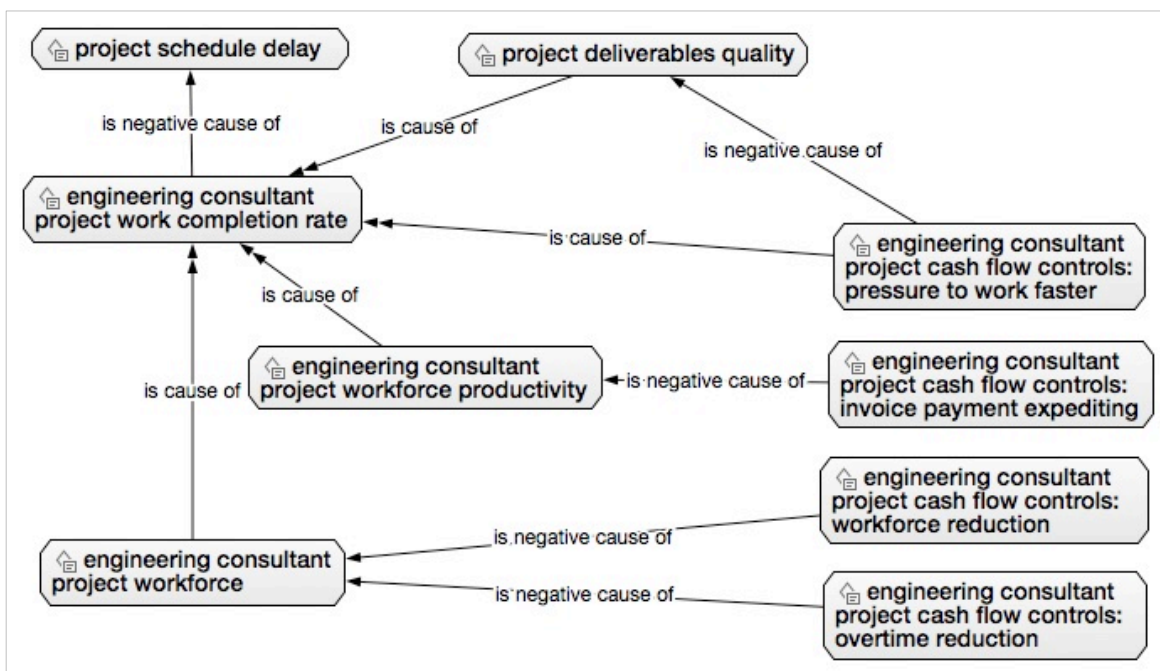 project schedule delay
project deliverables quality
is negative cause of
is cause of
is negative cause of
engineering consultant
project work completion rate
is cause of
engineering consultant
project cash flow controls:
pressure to work faster
is cause of
engineering consultant
project workforce productivity
is negative cause of
engineering consultant
project cash flow controls:
invoice payment expediting
is cause of
engineering consultant
project cash flow controls:
workforce reduction
is negative cause of
engineering consultant
project workforce
is negative cause of
engineering consultant
project cash flow controls:
overtime reduction